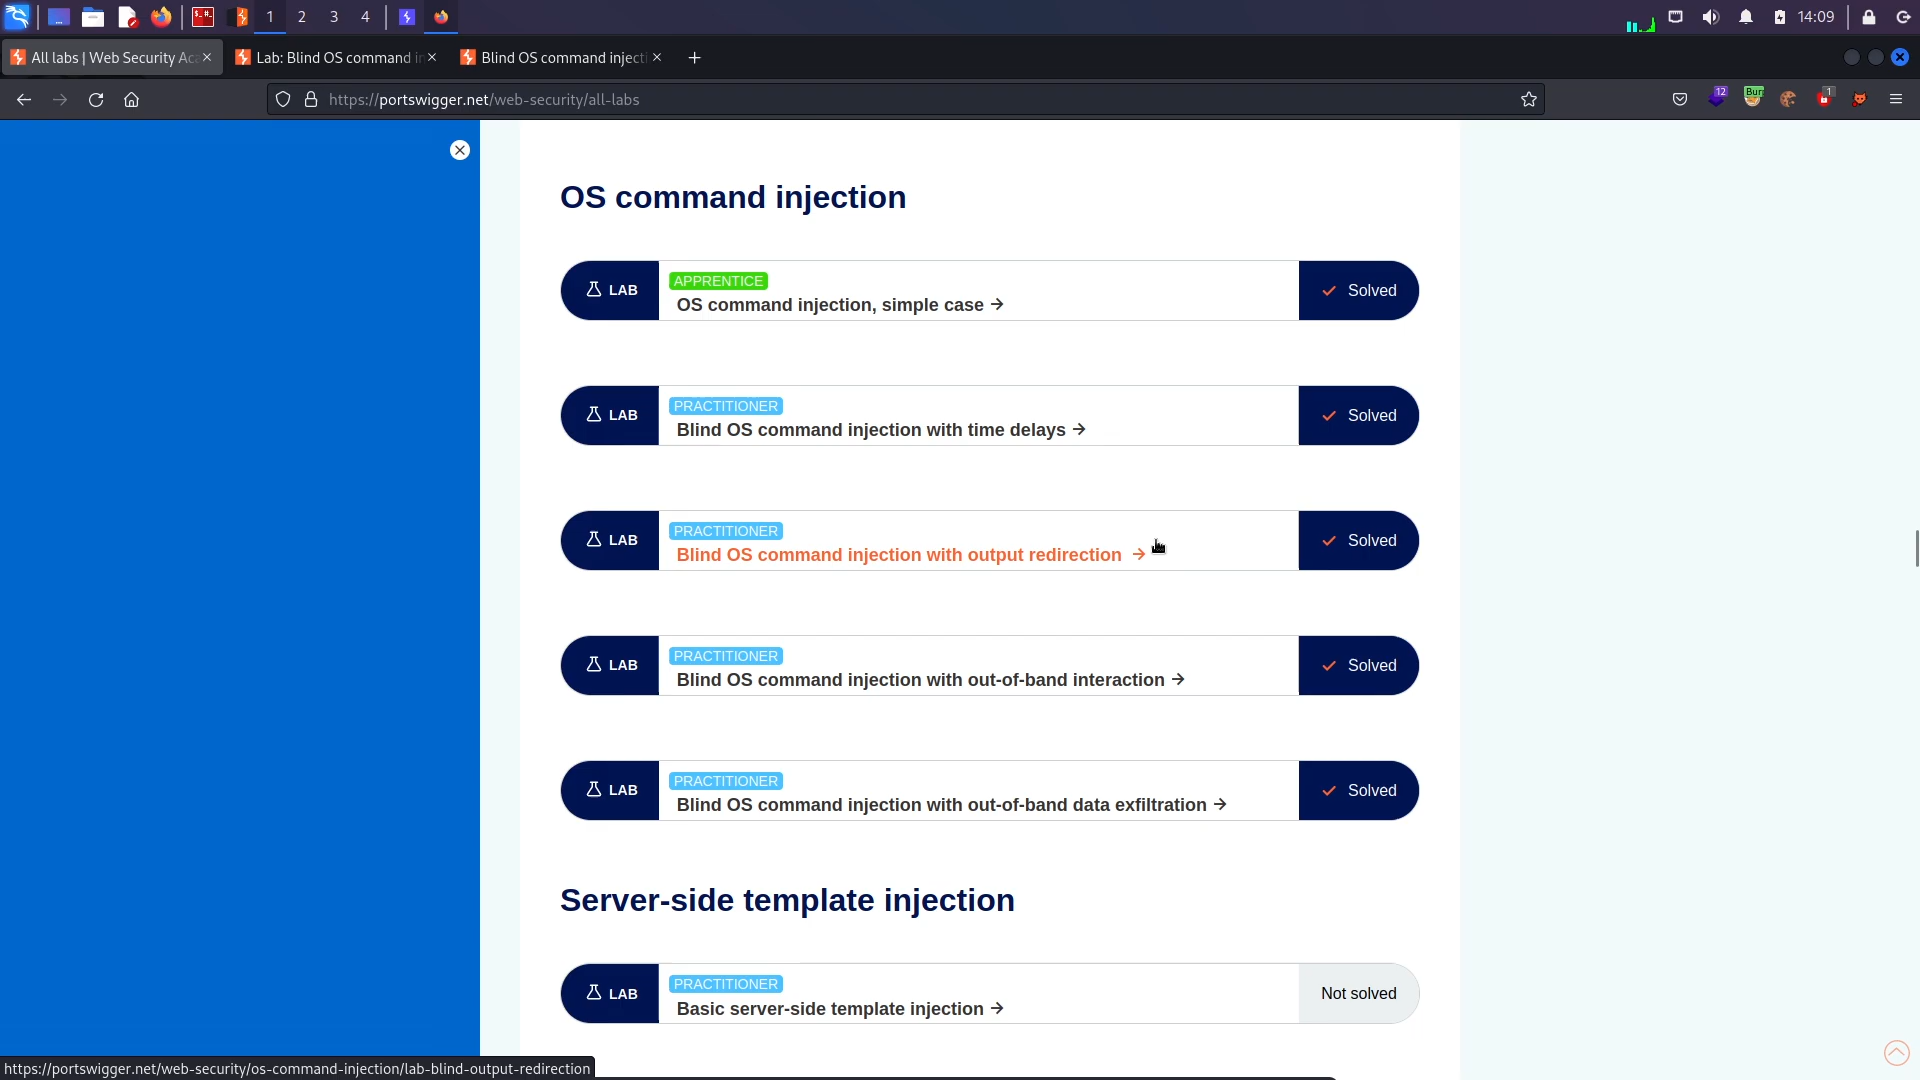 1 2 3 4
14:09
All labs | Web Security Ac
Lab: Blind OS command in
Blind OS command injecti
https://portswigger.net/web-security/all-labs
12
Burp
1
OS command injection
LAB
APPRENTICE
OS command injection, simple case
Solved
LAB
PRACTITIONER
Blind OS command injection with time delays
Solved
LAB
PRACTITIONER
Blind OS command injection with output redirection
Solved
LAB
PRACTITIONER
Blind OS command injection with out-of-band interaction
Solved
LAB
PRACTITIONER
Blind OS command injection with out-of-band data exfiltration
Solved
Server-side template injection
LAB
PRACTITIONER
Basic server-side template injection
Not solved
https://portswigger.net/web-security/os-command-injection/lab-blind-output-redirection